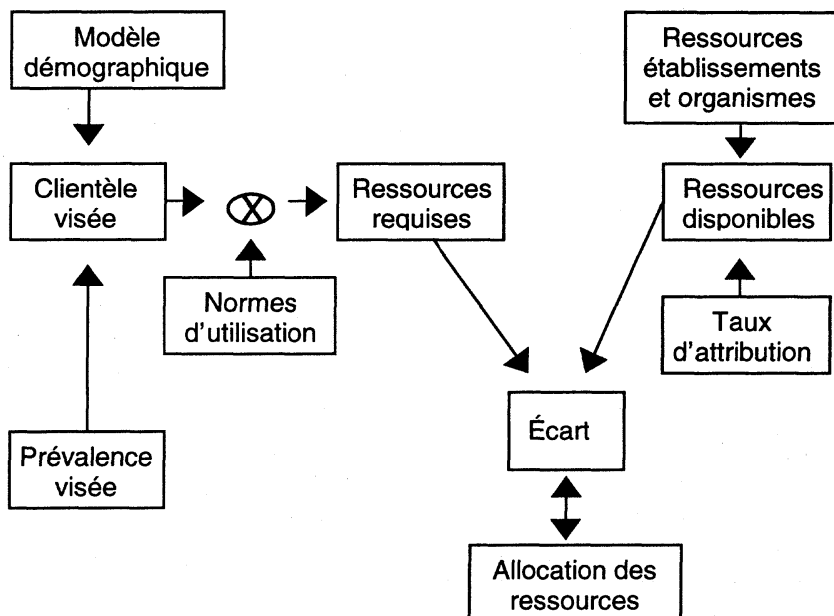 Modèle
démographique
Ressources
établissements
et organismes
Clientèle
visée
X
Ressources
requises
Ressources
disponibles
Normes
d'utilisation
Taux
d'attribution
Écart
Prévalence
visée
Allocation des
ressources